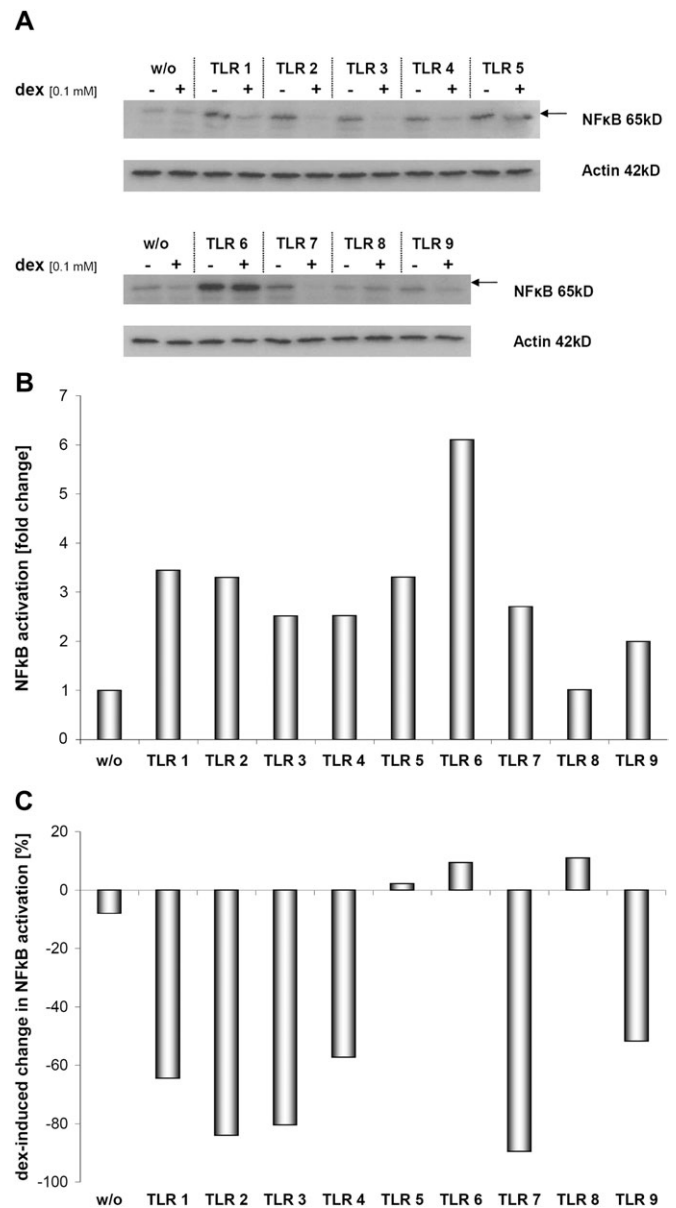 A
w/o TLR 1 TLR 2 TLR 3 TLR 4 TLR 5
dex [0.1 mM] - + - + - + - + - + - +
NFκB 65kD
Actin 42kD
w/o TLR 6 TLR 7 TLR 8 TLR 9
dex [0.1 mM] - + - + - + - + - +
NFκB 65kD
Actin 42kD
B
NFkB activation [fold change]
7
6
5
4
3
2
1
0
w/o TLR 1 TLR 2 TLR 3 TLR 4 TLR 5 TLR 6 TLR 7 TLR 8 TLR 9
C
dex-induced change in NFkB activation [%]
20
0
-20
-40
-60
-80
-100
w/o TLR 1 TLR 2 TLR 3 TLR 4 TLR 5 TLR 6 TLR 7 TLR 8 TLR 9